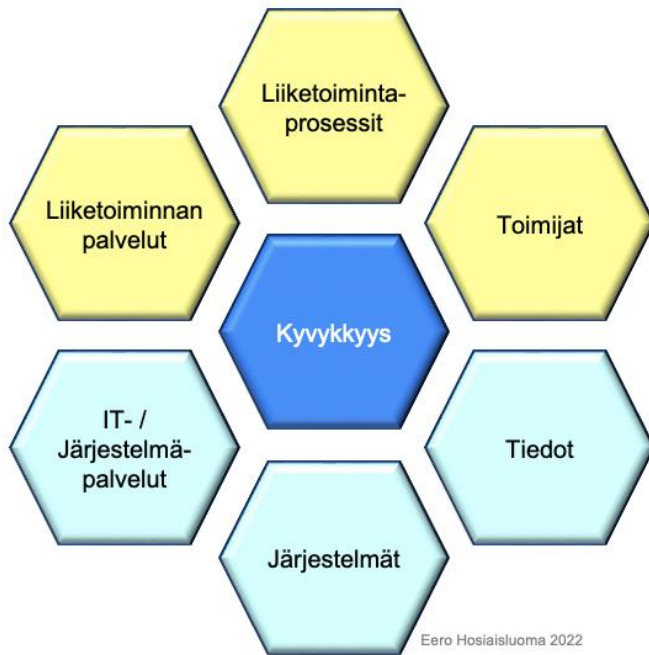 Liiketoiminta-
prosessit
Liiketoiminnan
palvelut
Toimijat
Kyvykkyys
IT- /
Järjestelmä-
palvelut
Tiedot
Järjestelmät
Eero Hosiaisluoma 2022